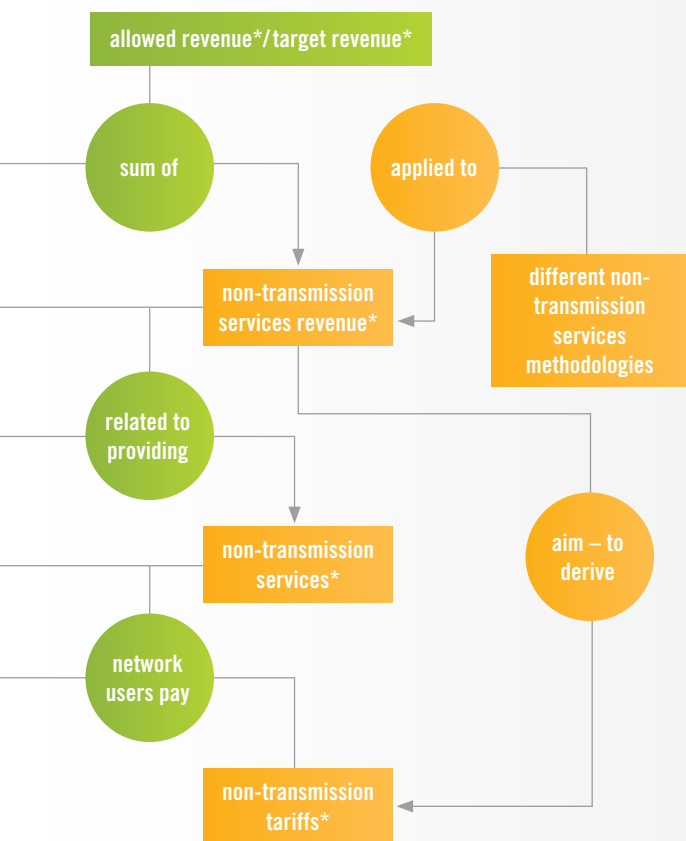 allowed revenue*/target revenue*
sum of
applied to
non-transmission
services revenue*
different non-
transmission
services
methodologies
related to
providing
non-transmission
services*
aim – to
derive
network
users pay
non-transmission
tariffs*